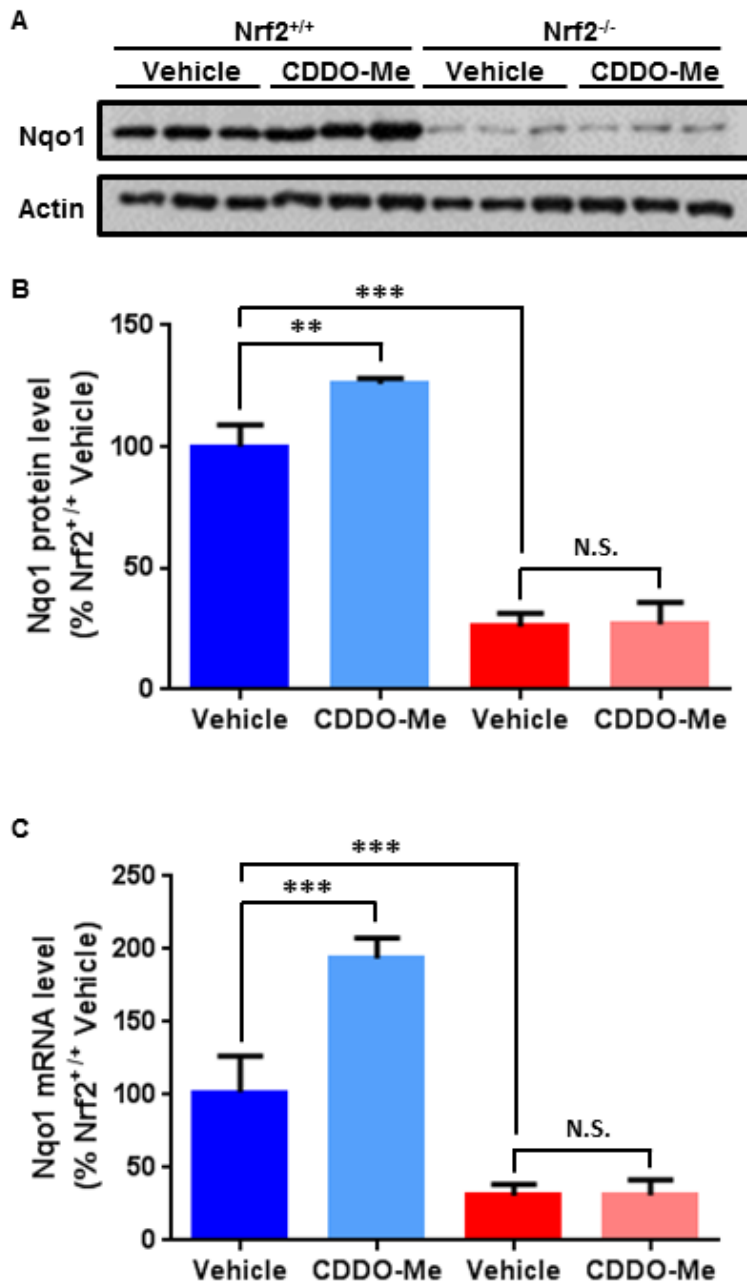 A
Nrf2+/+ Nrf2-/-
Vehicle CDDO-Me Vehicle CDDO-Me
Nqo1
Actin
B
Nqo1 protein level
(% Nrf2+/+ Vehicle)
150
100
50
0
***
**
N.S.
Vehicle CDDO-Me Vehicle CDDO-Me
C
Nqo1 mRNA level
(% Nrf2+/+ Vehicle)
250
200
150
100
50
0
***
***
N.S.
Vehicle CDDO-Me Vehicle CDDO-Me